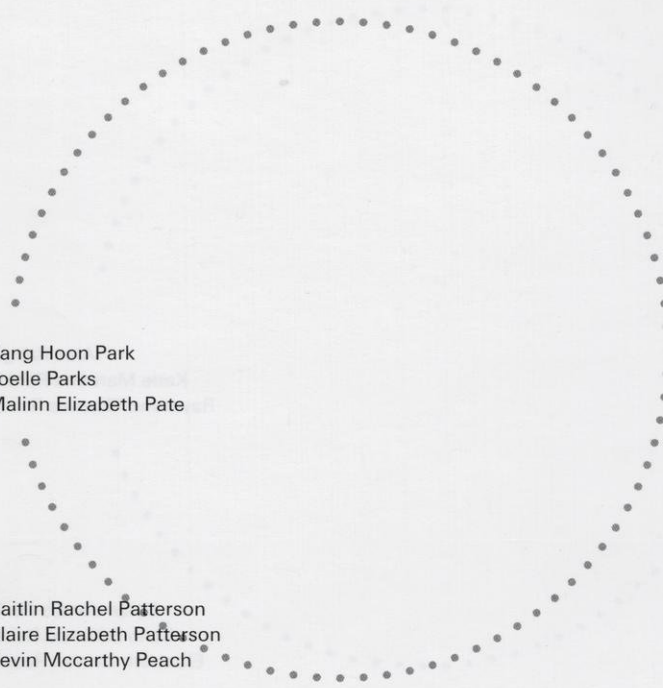 ang Hoon Park
oelle Parks
Malinn Elizabeth Pate
aitlin Rachel Patterson
laire Elizabeth Patterson
evin Mccarthy Peach